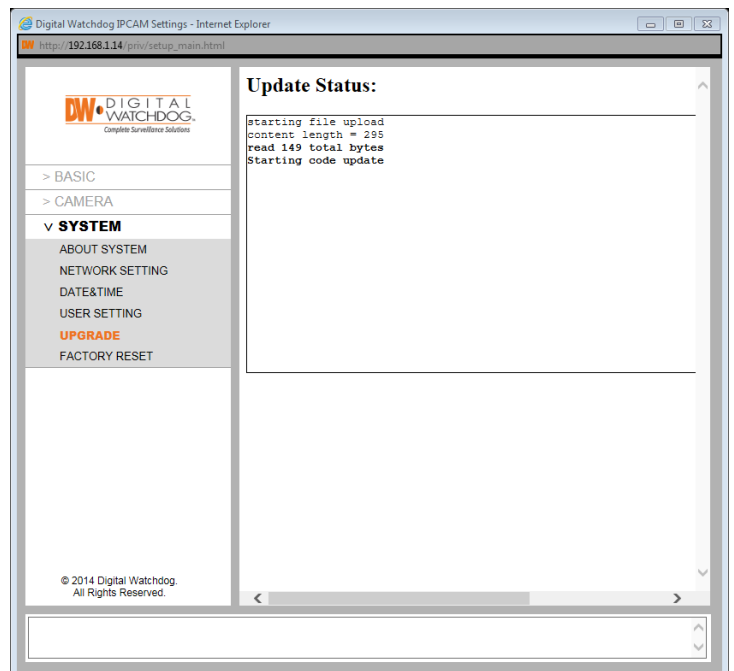 Digital Watchdog IPCAM Settings - Internet Explorer
DW http://192.168.1.14/priv/setup_main.html
DW DIGITAL
WATCHDOG.
Complete Surveillance Solutions
> BASIC
> CAMERA
v SYSTEM
ABOUT SYSTEM
NETWORK SETTING
DATE&TIME
USER SETTING
UPGRADE
FACTORY RESET
© 2014 Digital Watchdog.
All Rights Reserved.
Update Status:
starting file upload
content length = 295
read 149 total bytes
Starting code update